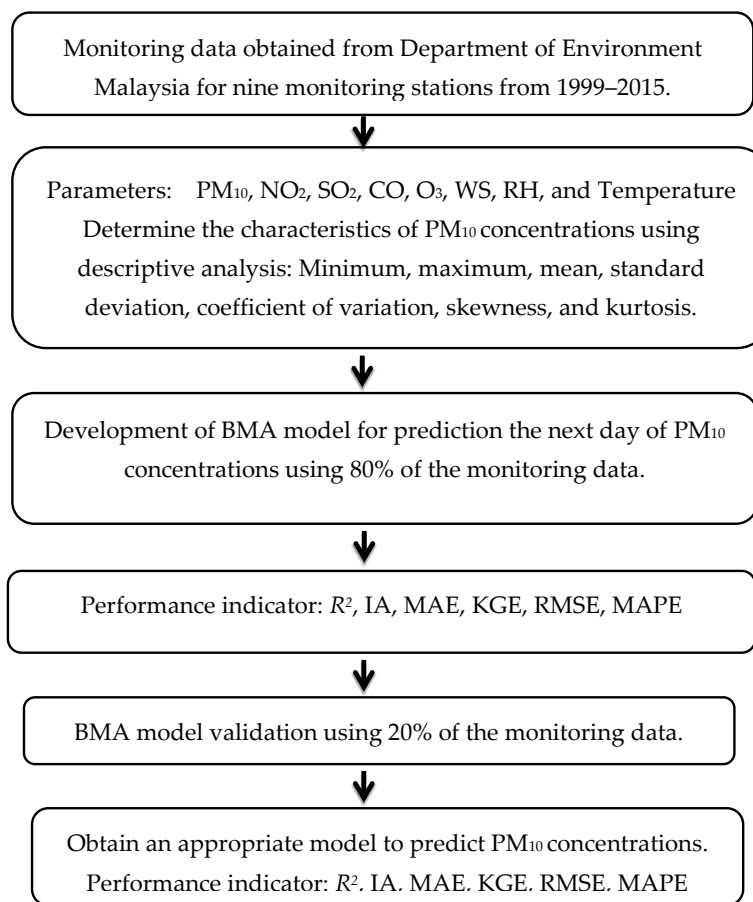 Monitoring data obtained from Department of Environment
Malaysia for nine monitoring stations from 1999–2015.
Parameters: PM₁₀, NO₂, SO₂, CO, O₃, WS, RH, and Temperature
Determine the characteristics of PM₁₀ concentrations using
descriptive analysis: Minimum, maximum, mean, standard
deviation, coefficient of variation, skewness, and kurtosis.
Development of BMA model for prediction the next day of PM₁₀
concentrations using 80% of the monitoring data.
Performance indicator: R², IA, MAE, KGE, RMSE, MAPE
BMA model validation using 20% of the monitoring data.
Obtain an appropriate model to predict PM₁₀ concentrations.
Performance indicator: R², IA, MAE, KGE, RMSE, MAPE